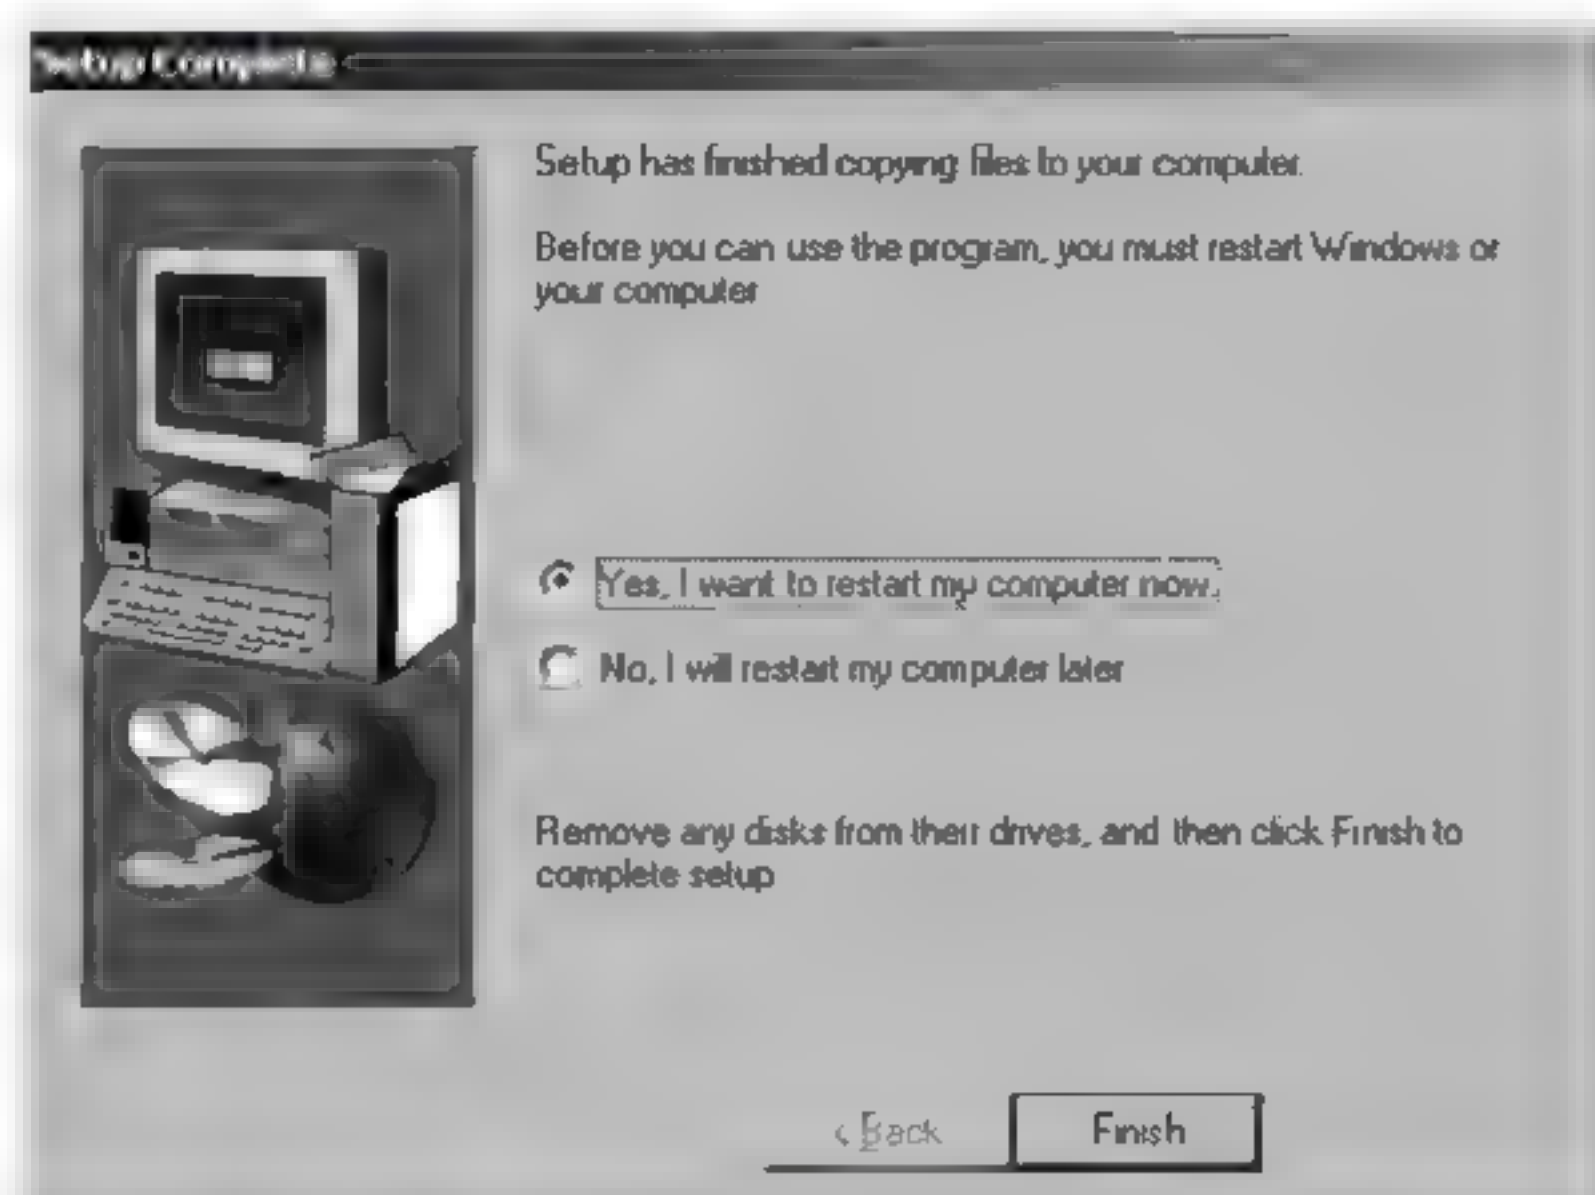 Setup Complete
Setup has finished copying files to your computer.
Before you can use the program, you must restart Windows or
your computer
Yes, I want to restart my computer now.
No, I will restart my computer later
Remove any disks from their drives, and then click Finish to
complete setup
< Back
Finish